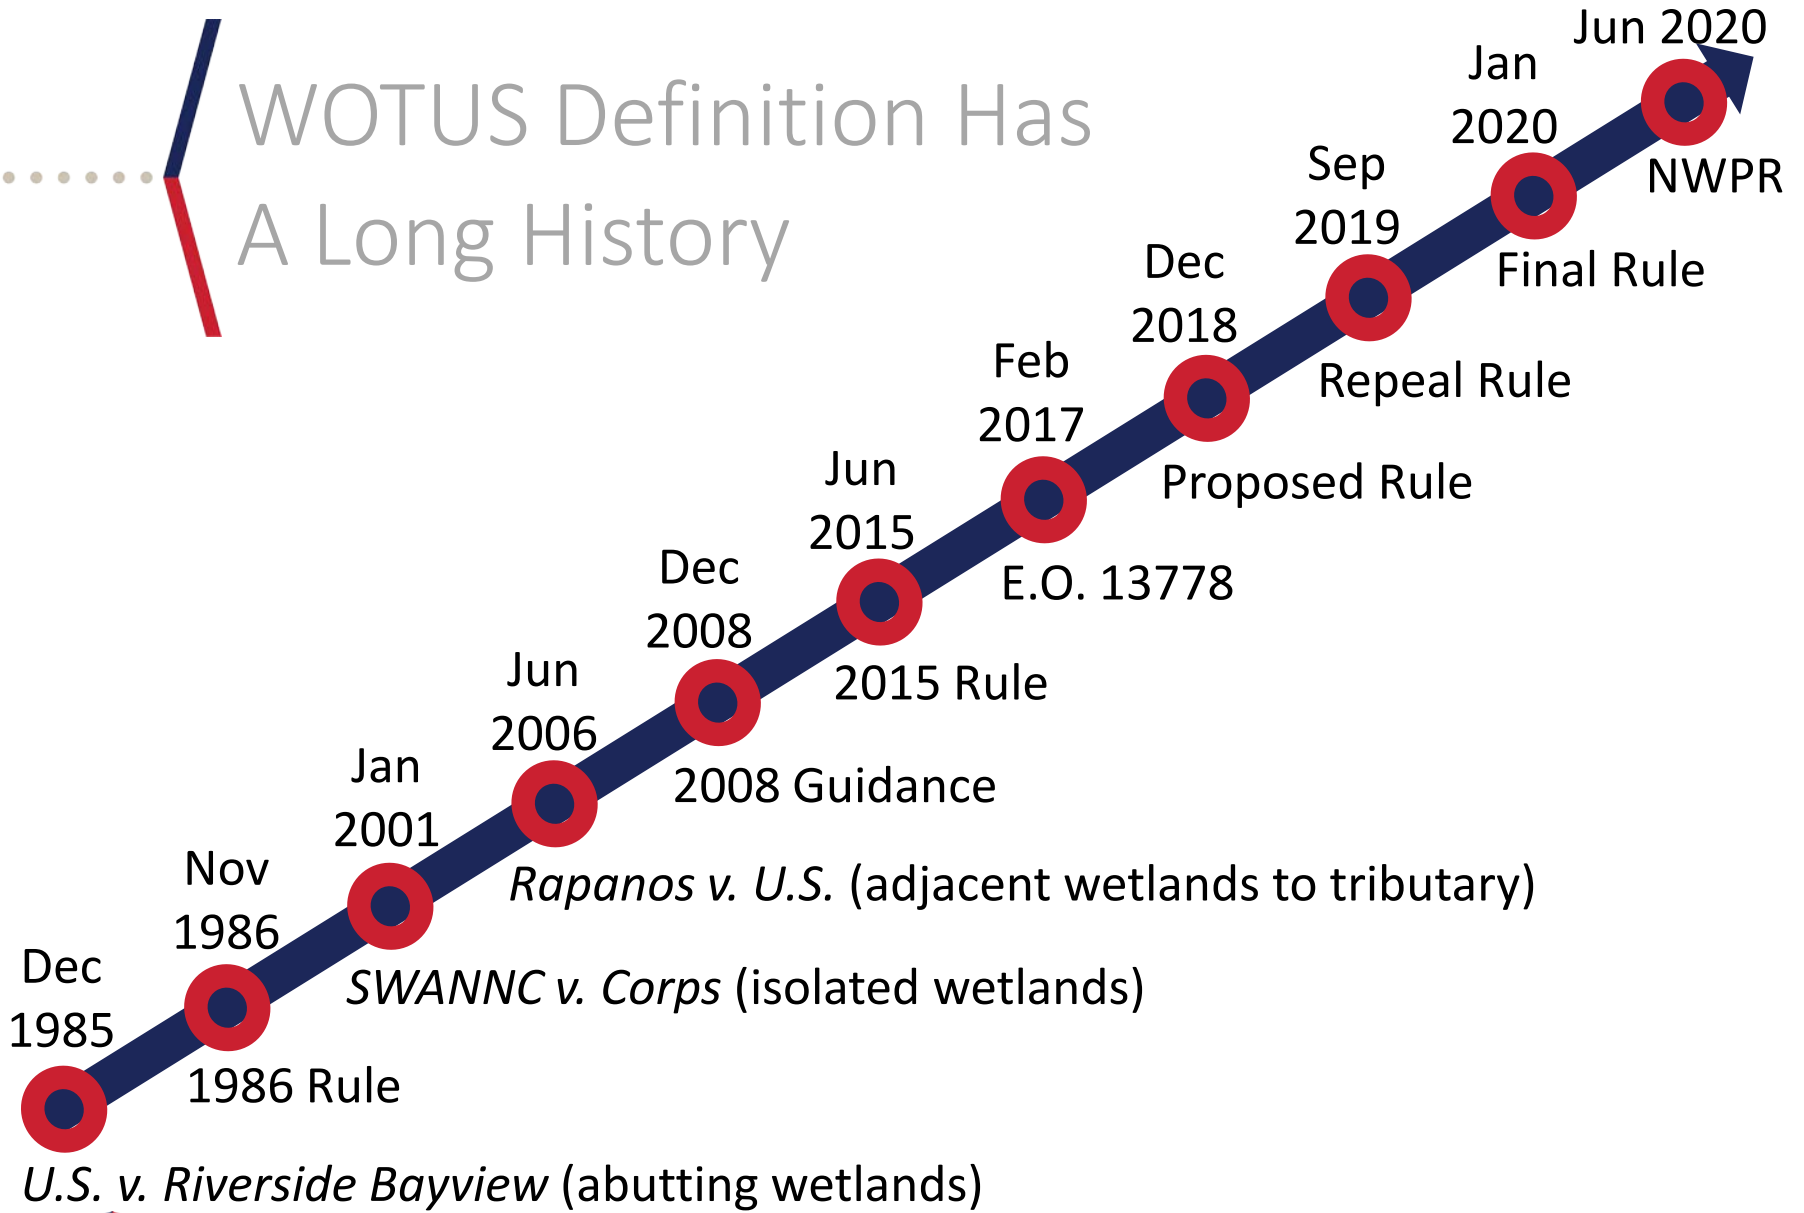 WOTUS Definition Has
A Long History
Dec
1985
U.S. v. Riverside Bayview (abutting wetlands)
Nov
1986
1986 Rule
Jan
2001
SWANNC v. Corps (isolated wetlands)
Jun
2006
Rapanos v. U.S. (adjacent wetlands to tributary)
Dec
2008
2008 Guidance
Jun
2015
2015 Rule
Feb
2017
E.O. 13778
Dec
2018
Proposed Rule
Sep
2019
Repeal Rule
Jan
2020
Final Rule
Jun 2020
NWPR